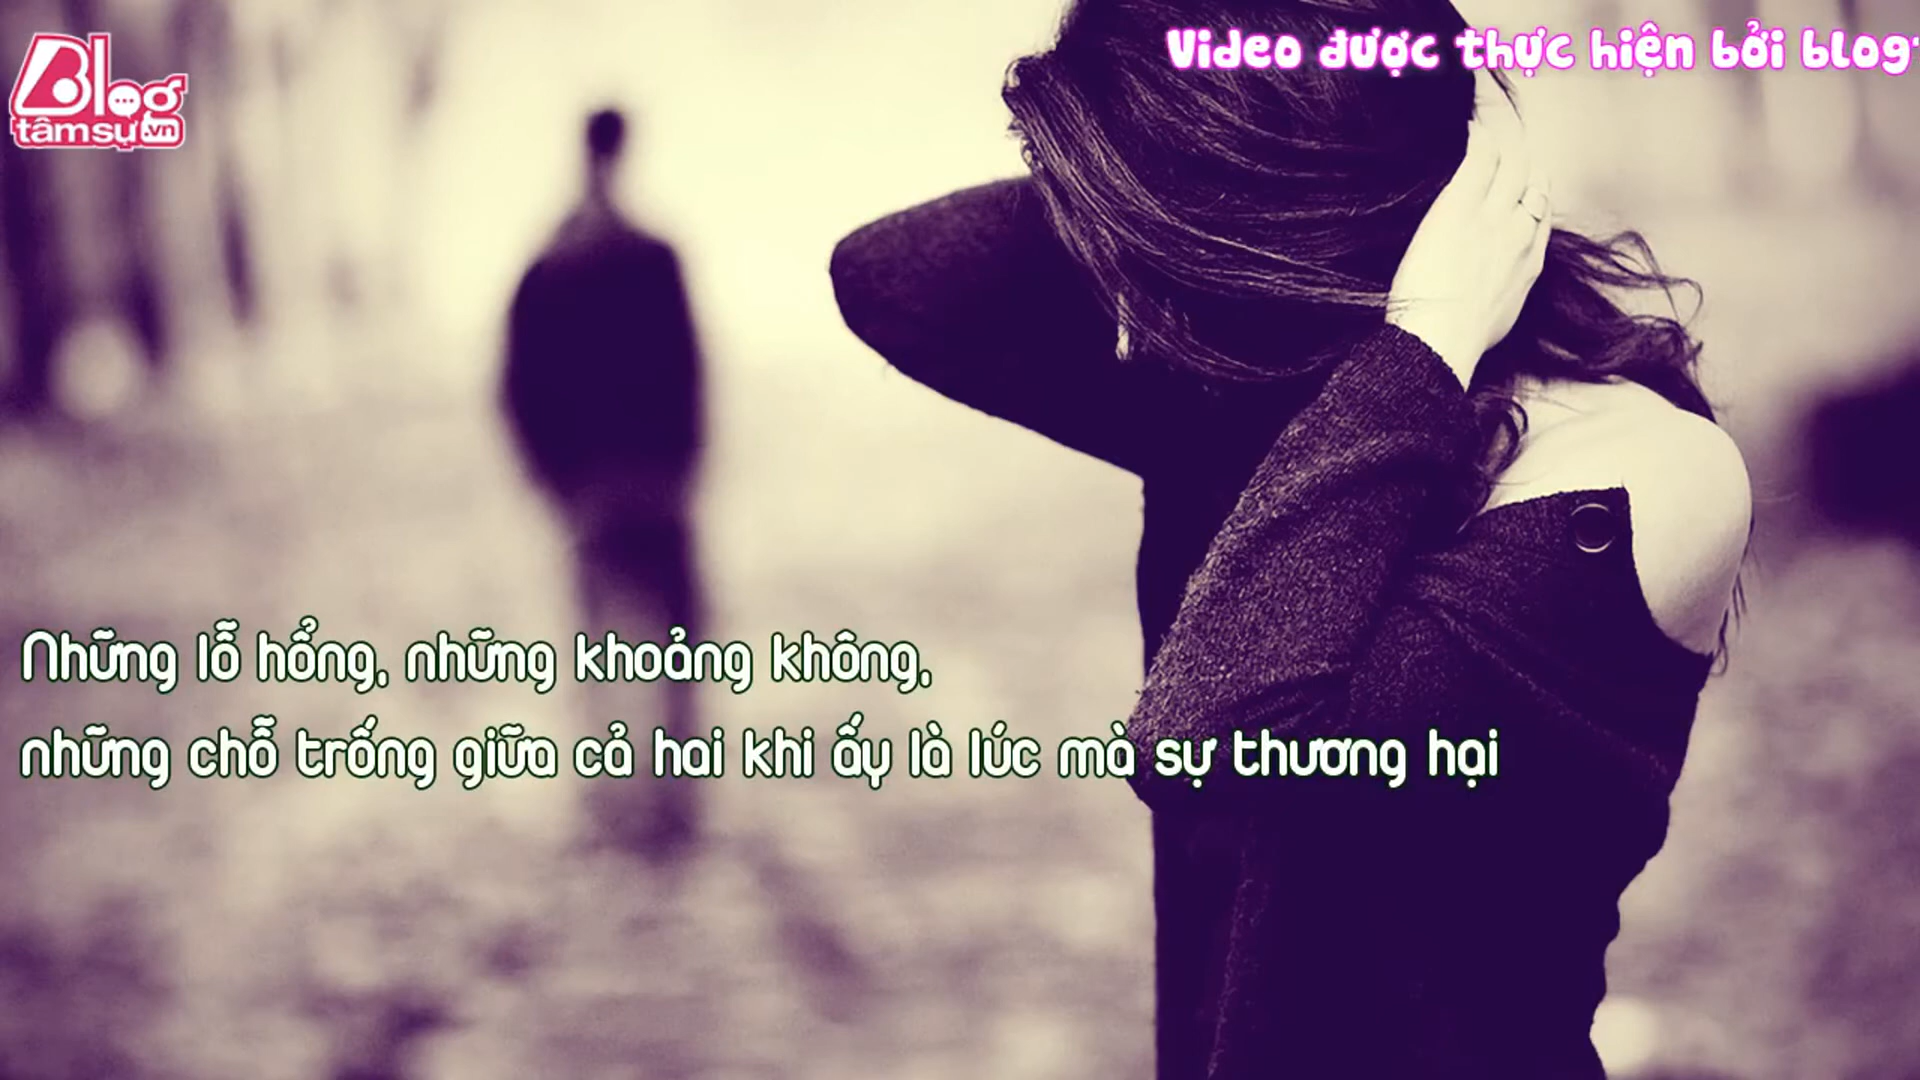 Blog
tâmsự.vn
Video được thực hiện bởi blog
Những lỗ hổng, những khoảng không,
những chỗ trống giữa cả hai khi ấy là lúc mà sự thương hại